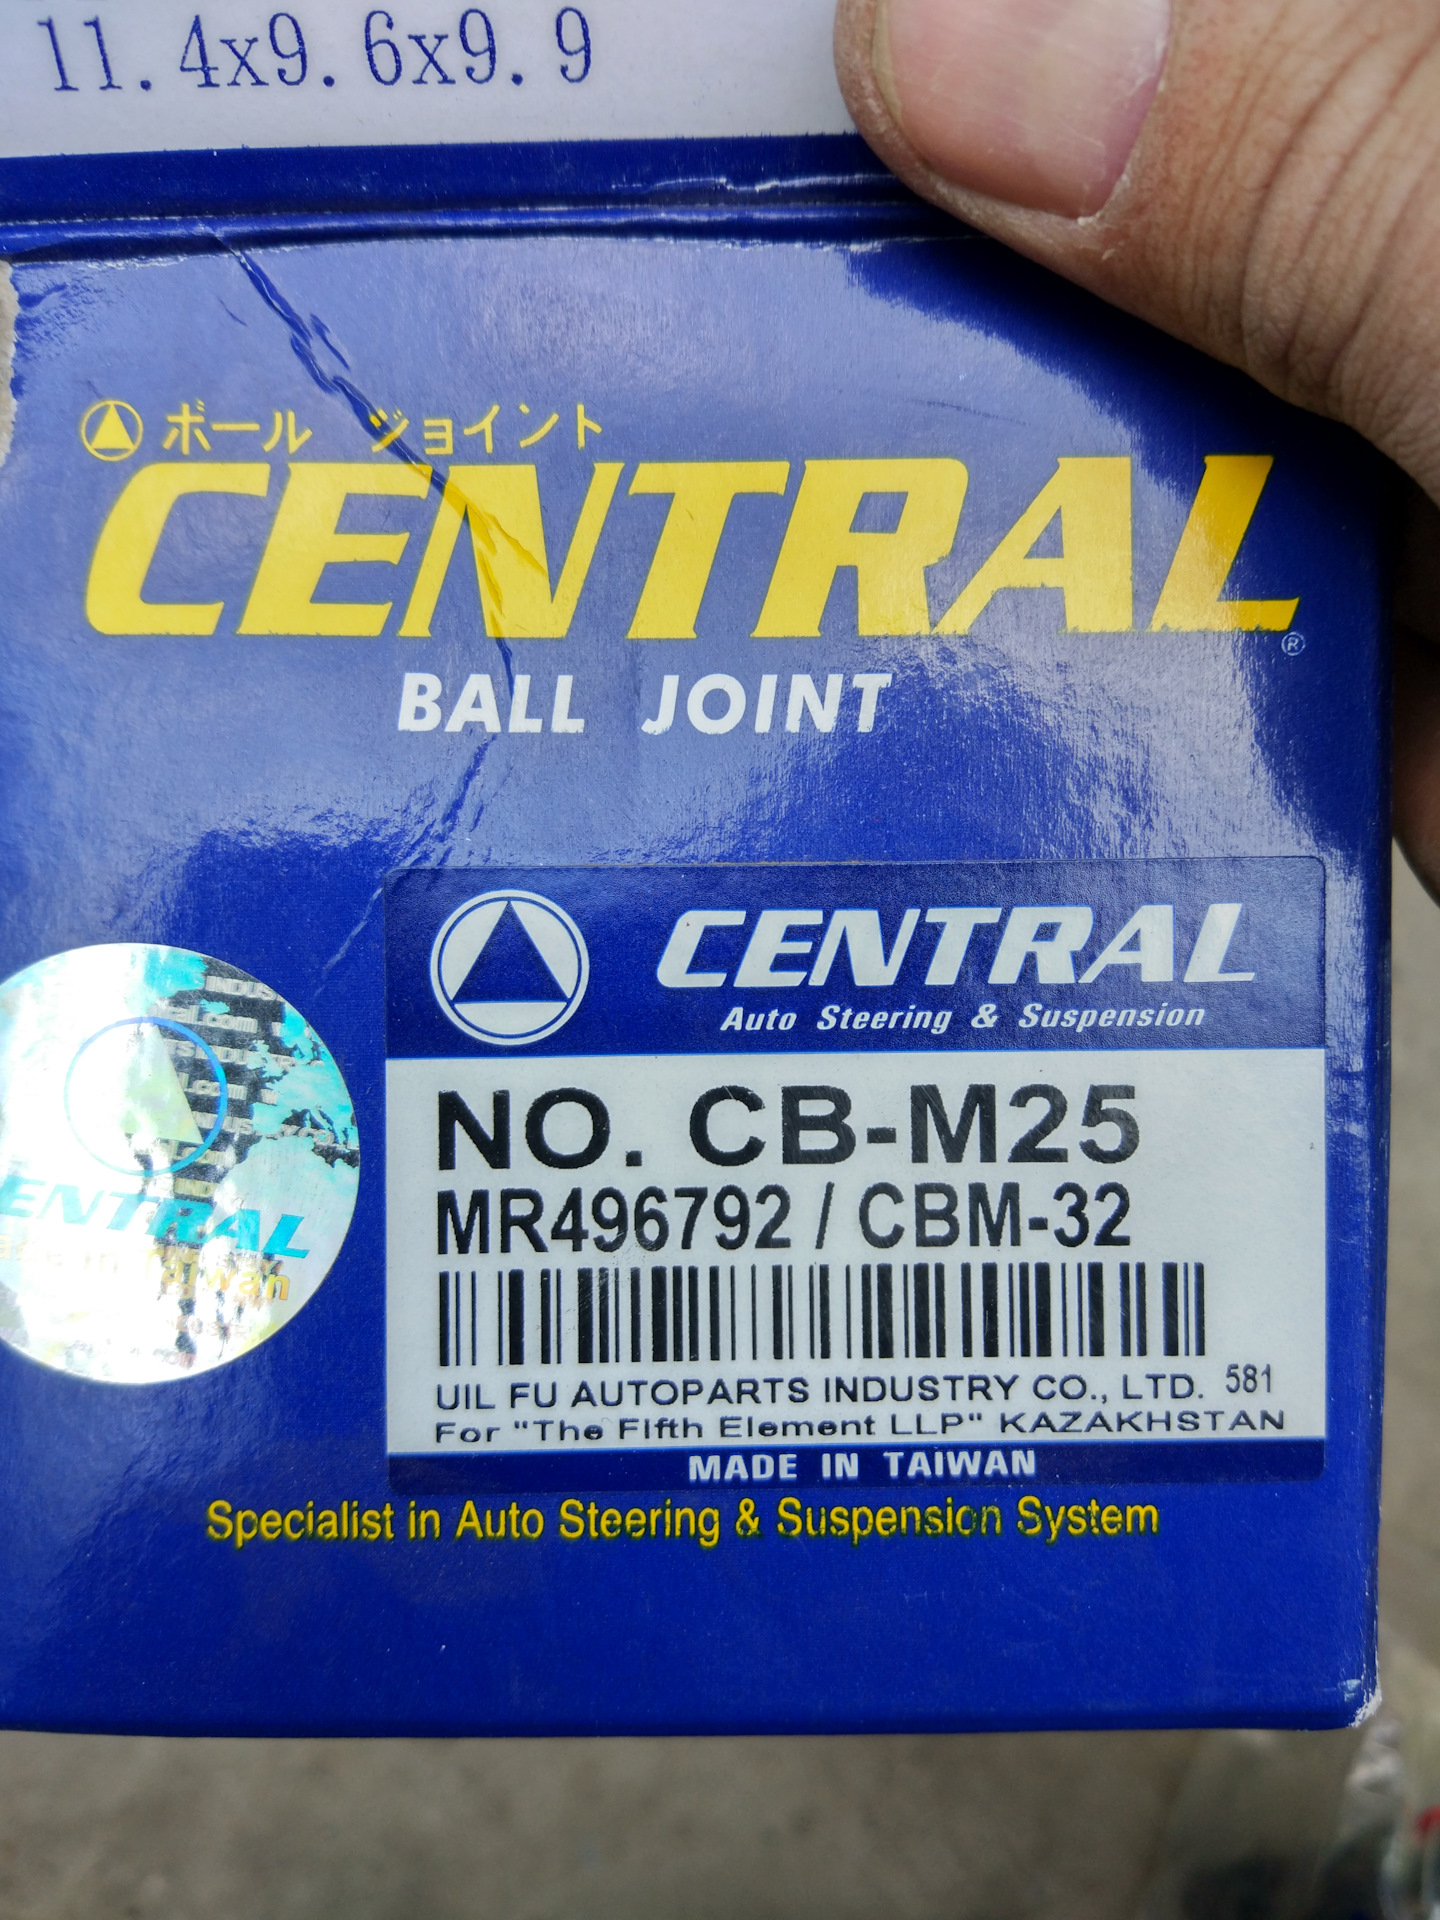 11.4x9.6x9.9
ボール ジョイント
CENTRAL
®
BALL JOINT
CENTRAL
Auto Steering & Suspension
NO. CB-M25
MR496792 / CBM-32
UIL FU AUTOPARTS INDUSTRY CO., LTD. 581
For "The Fifth Element LLP" KAZAKHSTAN
MADE IN TAIWAN
ENTRAL
Taiwan
Specialist in Auto Steering & Suspension System